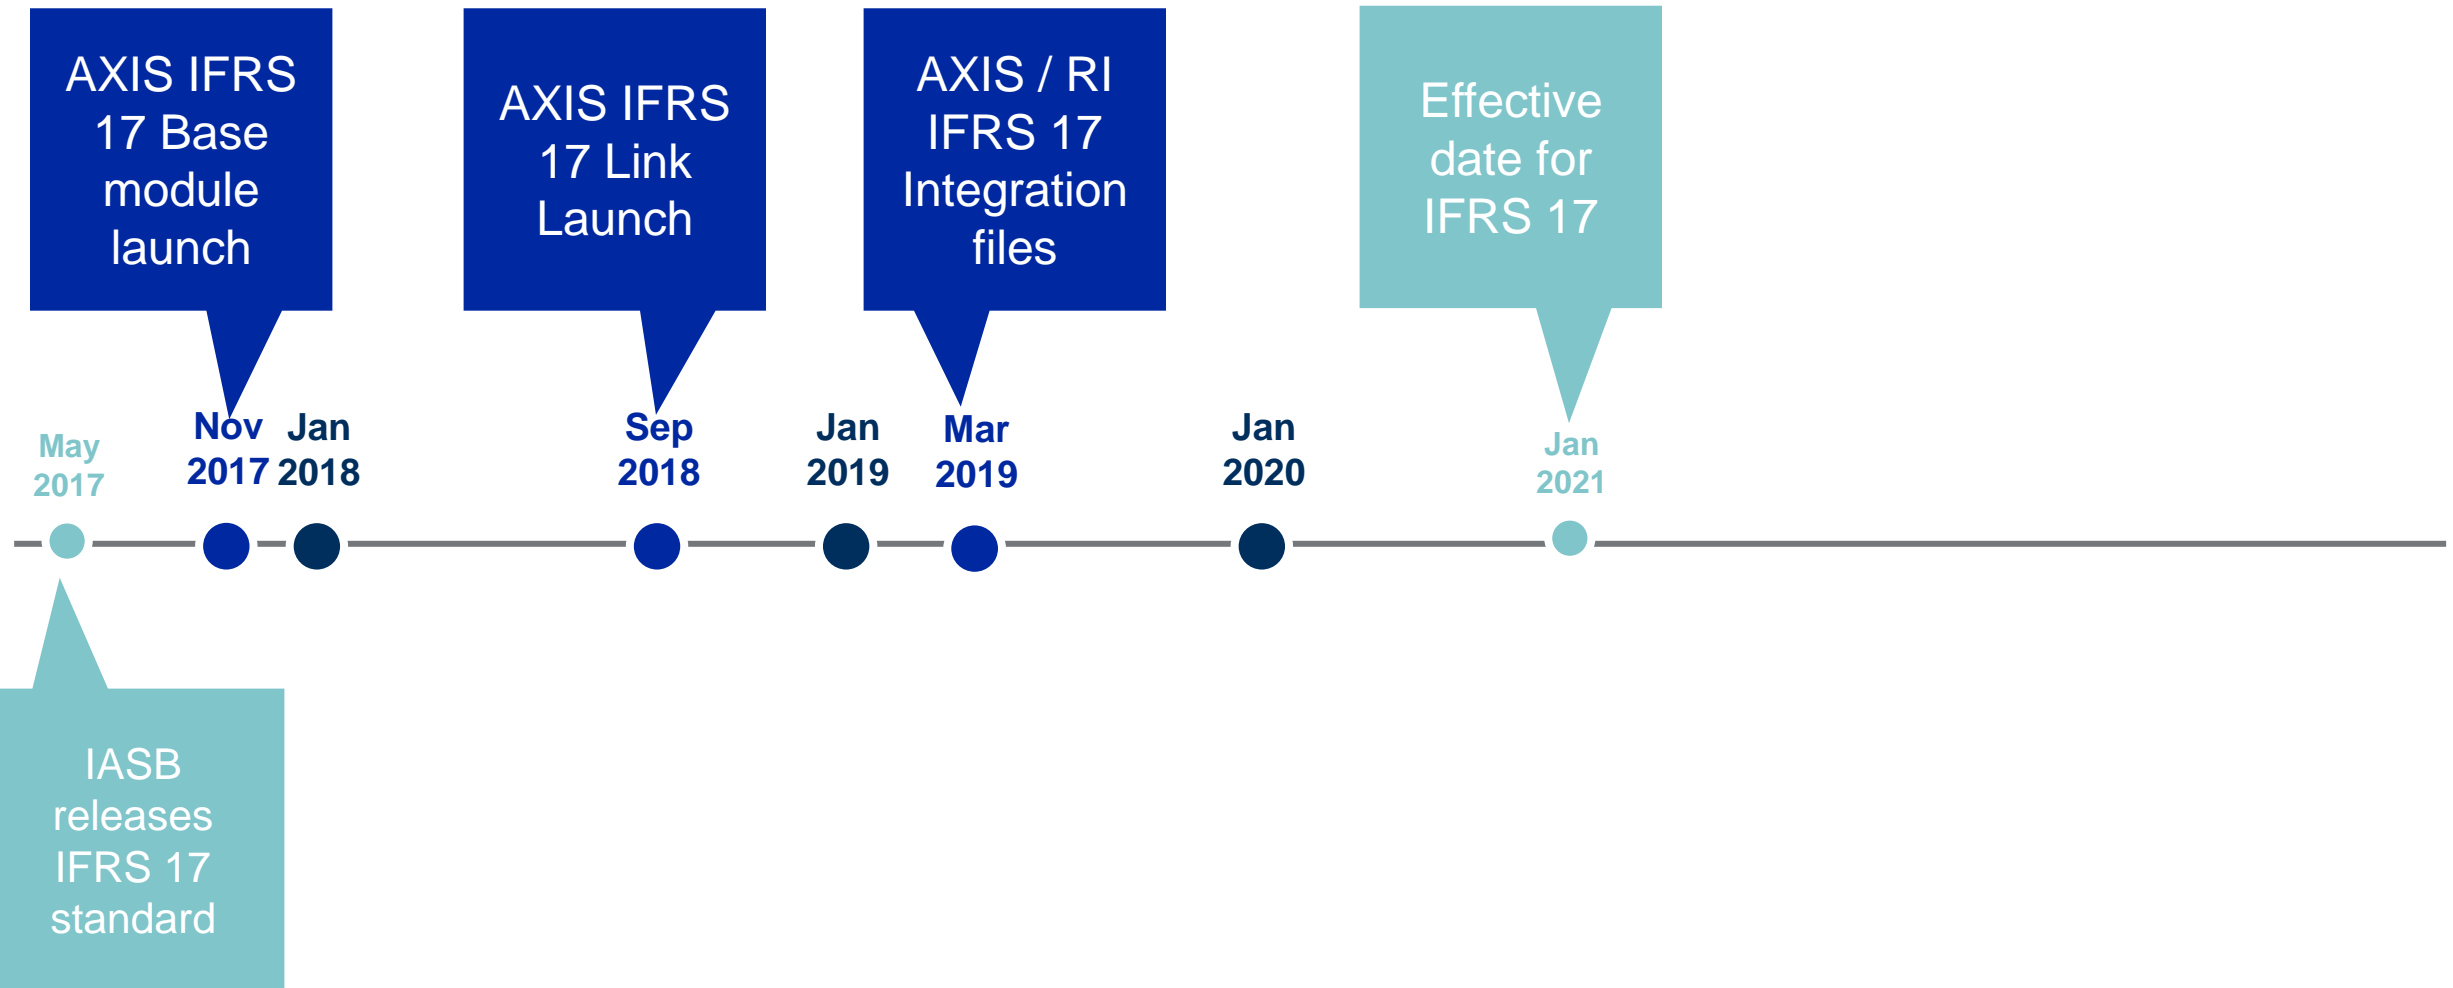 AXIS IFRS
17 Base
module
launch
AXIS IFRS
17 Link
Launch
AXIS / RI
IFRS 17
Integration
files
Effective
date for
IFRS 17
May
2017
Nov
2017
Jan
2018
Sep
2018
Jan
2019
Mar
2019
Jan
2020
Jan
2021
IASB
releases
IFRS 17
standard